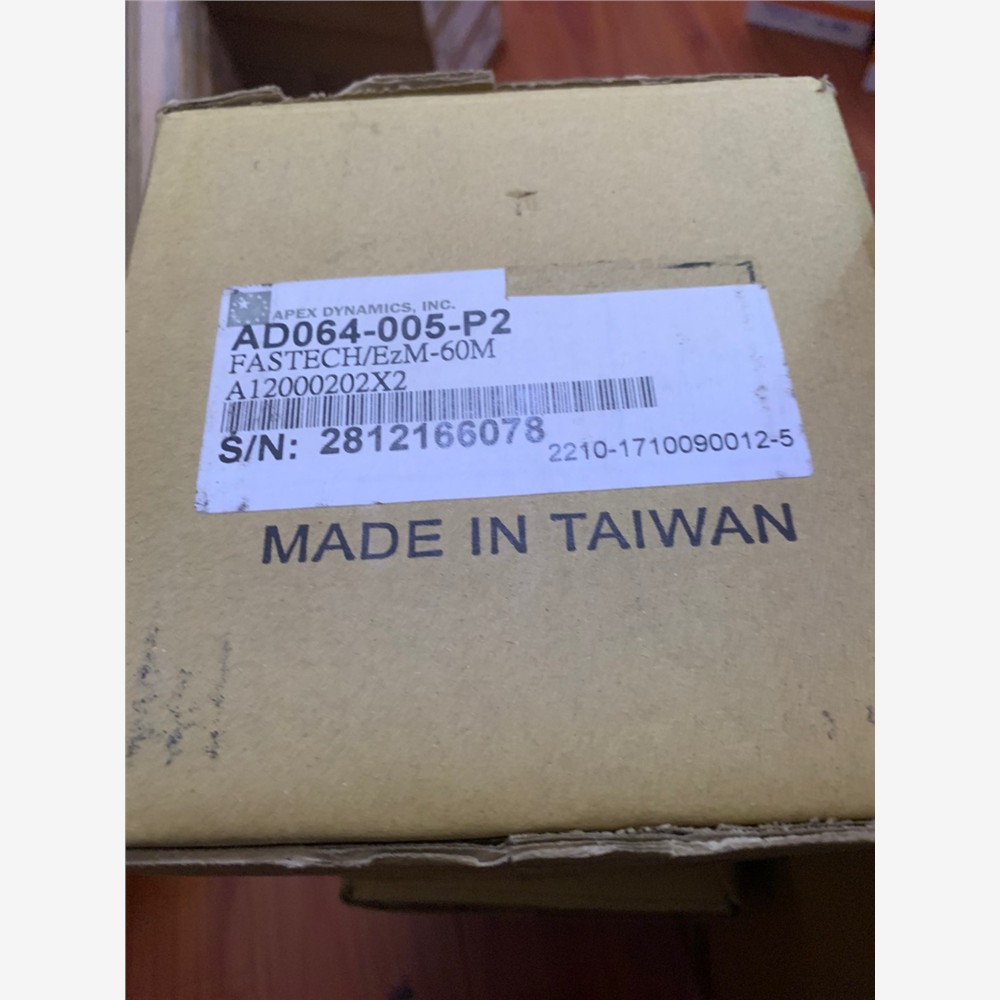 APEX DYNAMICS, INC.
AD064-005-P2
FASTECH/EzM-60M
A12000202X2
S/N: 2812166078
2210-1710090012-5
MADE IN TAIWAN